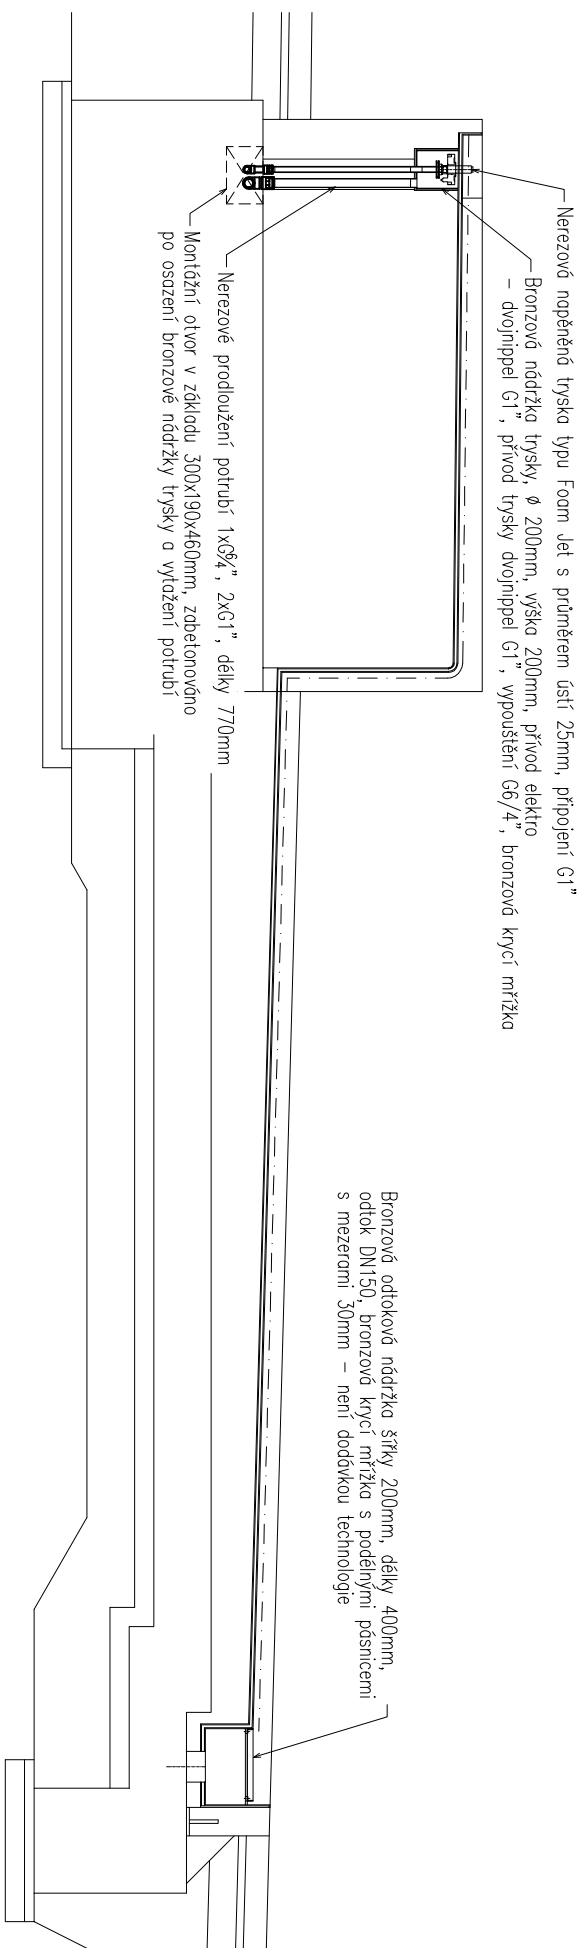 Nerezová napěněná tryska typu Foam Jet s průměrem ústí 25mm, připojení G1"
Bronzová nádržka trysky, ø 200mm, výška 200mm, přívod elektro
- dvojnippel G1", přívod trysky dvojnippel G1", vypouštění G6/4", bronzová krycí mřížka
Nerezové prodloužení potrubí 1xG6/4", 2xG1", délky 770mm
Montážní otvor v základu 300x190x460mm, zabetonováno
po osazení bronzové nádržky trysky a vytažení potrubí
Bronzová odtoková nádržka šířky 200mm, délky 400mm,
odtok DN150, bronzová krycí mřížka s podélnými pásnicemi
s mezerami 30mm - není dodávkou technologie